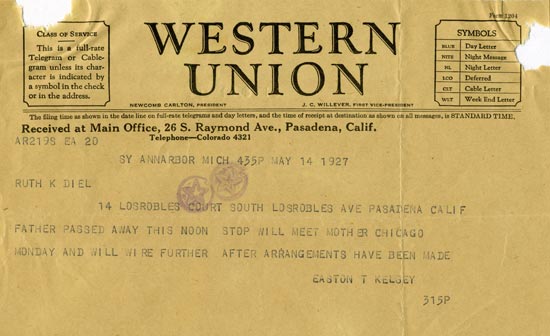 Form 1204
CLASS OF SERVICE
This is a full-rate
Telegram or Cable-
gram unless its char-
acter is indicated by
a symbol in the check
or in the address.
WESTERN
UNION
NEWCOMB CARLTON, PRESIDENT J. C. WILLEVER, FIRST VICE-PRESIDENT
SYMBOLS
BLUE Day Letter
NITE Night Message
NL Night Letter
LCO Deferred
CLT Cable Letter
WLT Week End Letter
The filing time as shown in the date line on full-rate telegrams and day letters, and the time of receipt at destination as shown on all messages, is STANDARD TIME.
Received at Main Office, 26 S. Raymond Ave., Pasadena, Calif.
Telephone—Colorado 4321
AR219S EA 20
SY ANNARBOR MICH 435P MAY 14 1927
RUTH K DIEL
14 LOSROBLES COURT SOUTH LOSROBLES AVE PASADENA CALIF
FATHER PASSED AWAY THIS NOON STOP WILL MEET MOTHER CHICAGO
MONDAY AND WILL WIRE FURTHER AFTER ARRANGEMENTS HAVE BEEN MADE
EASTON T KELSEY
315P